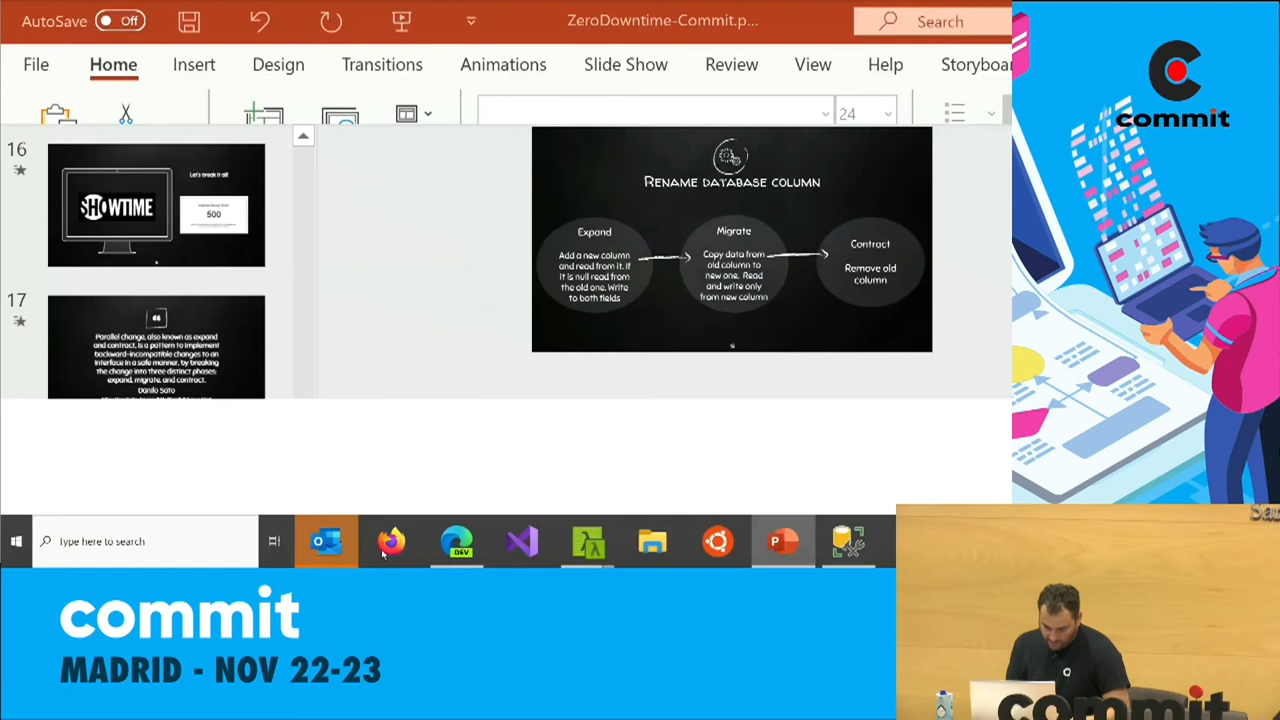 AutoSave
Off
ZeroDowntime-Commit.p...
Search
File
Home
Insert
Design
Transitions
Animations
Slide Show
Review
View
Help
Storyboar
24
16
Let's break it off!
SHOWTIME
500
17
Parallel change, also known as expand
and contract, is a pattern to implement
backward-incompatible changes to an
interface in a safe manner, by breaking
the change into three distinct phases:
expand, migrate, and contract.
Danilo Sato
RENAME DATABASE COLUMN
Expand
Add a new column
and read from it. If
it is null read from
the old one. Write
to both fields
Migrate
Copy data from
old column to
new one. Read
and write only
from new column
Contract
Remove old
column
commit
Type here to search
DEV
commit
MADRID - NOV 22-23
commit